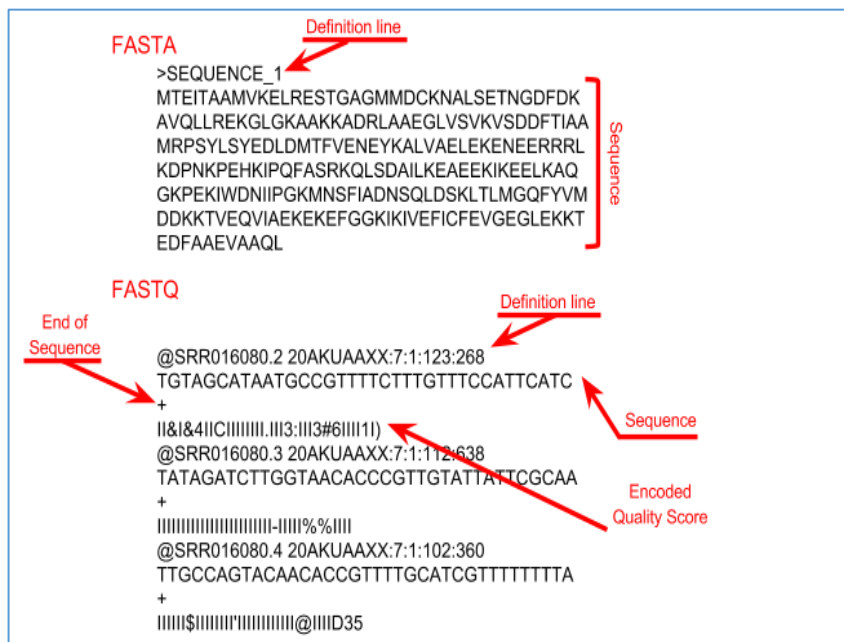 FASTA
Definition line
>SEQUENCE_1
MTEITAAMVKELRESTGAGMMDCKNALSETNGDFDK
AVQLLREKGLGKAAKKADRLAAEGLVSVKVSDDFTIAA
MRPSYLSYEDLDMTFVENEYKALVAELEKENEERRRL
KDPNKPEHKIPQFASRKQLSDAILKEAEEKIKEELKAQ
GKPEKIWDNIIPGKMNSFIADNSQLDSKLTLMGQFYVM
DDKKTVEQVIAEKEKEFGGKIKIVEFICFEVGEGLEKKT
EDFAAEVAAQL
Sequence
FASTQ
Definition line
End of
Sequence
@SRR016080.2 20AKUAAXX:7:1:123:268
TGTAGCATAATGCCGTTTTCTTTGTTTCCATTCATC
+
II&I&4IICIIIIIIII.III3:III3#6IIII1I)
Sequence
@SRR016080.3 20AKUAAXX:7:1:112:638
TATAGATCTTGGTAACACCCGTTGTATTATTCGCAA
+
IIIIIIIIIIIIIIIIIIIIIIII-IIIII%%IIII
Encoded
Quality Score
@SRR016080.4 20AKUAAXX:7:1:102:360
TTGCCAGTACAACACCGTTTTGCATCGTTTTTTTTA
+
IIIIII$IIIIIIII'IIIIIIIIIIII@IIIID35